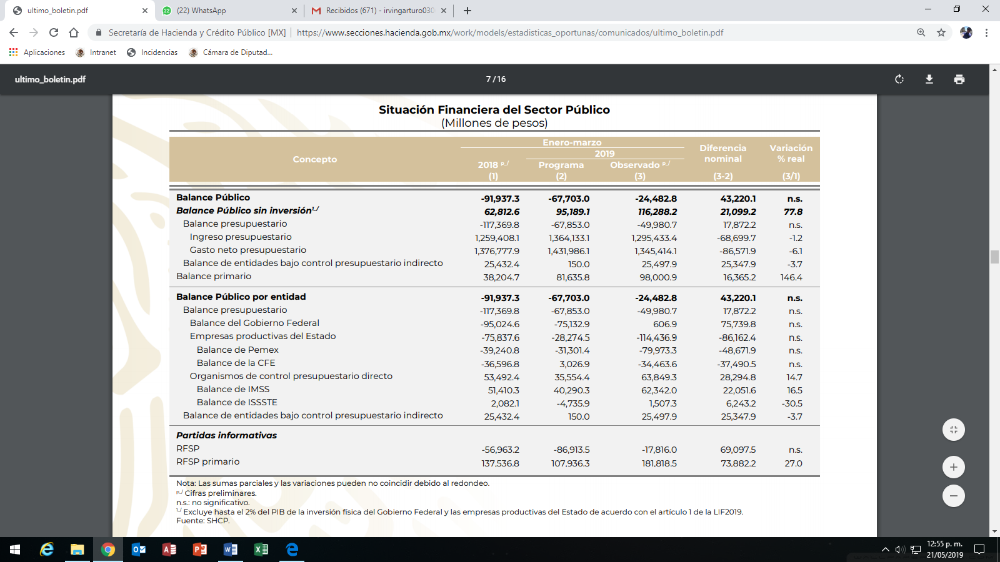 ultimo_boletin.pdf
(22) WhatsApp
Recibidos (671) - irvingarturo030
Secretaría de Hacienda y Crédito Público [MX] | https://www.secciones.hacienda.gob.mx/work/models/estadisticas_oportunas/comunicados/ultimo_boletin.pdf
Aplicaciones Intranet Incidencias Cámara de Diputad...
ultimo_boletin.pdf 7 / 16
Situación Financiera del Sector Público
(Millones de pesos)
Enero-marzo
Concepto 2019 Diferencia nominal Variación % real
2018 p_/ Programa Observado p_/
(1) (2) (3) (3-2) (3/1)
Balance Público -91,937.3 -67,703.0 -24,482.8 43,220.1 n.s.
Balance Público sin inversión1_/ 62,812.6 95,189.1 116,288.2 21,099.2 77.8
Balance presupuestario -117,369.8 -67,853.0 -49,980.7 17,872.2 n.s.
Ingreso presupuestario 1,259,408.1 1,364,133.1 1,295,433.4 -68,699.7 -1.2
Gasto neto presupuestario 1,376,777.9 1,431,986.1 1,345,414.1 -86,571.9 -6.1
Balance de entidades bajo control presupuestario indirecto 25,432.4 150.0 25,497.9 25,347.9 -3.7
Balance primario 38,204.7 81,635.8 98,000.9 16,365.2 146.4
Balance Público por entidad -91,937.3 -67,703.0 -24,482.8 43,220.1 n.s.
Balance presupuestario -117,369.8 -67,853.0 -49,980.7 17,872.2 n.s.
Balance del Gobierno Federal -95,024.6 -75,132.9 606.9 75,739.8 n.s.
Empresas productivas del Estado -75,837.6 -28,274.5 -114,436.9 -86,162.4 n.s.
Balance de Pemex -39,240.8 -31,301.4 -79,973.3 -48,671.9 n.s.
Balance de la CFE -36,596.8 3,026.9 -34,463.6 -37,490.5 n.s.
Organismos de control presupuestario directo 53,492.4 35,554.4 63,849.3 28,294.8 14.7
Balance de IMSS 51,410.3 40,290.3 62,342.0 22,051.6 16.5
Balance de ISSSTE 2,082.1 -4,735.9 1,507.3 6,243.2 -30.5
Balance de entidades bajo control presupuestario indirecto 25,432.4 150.0 25,497.9 25,347.9 -3.7
Partidas informativas
RFSP -56,963.2 -86,913.5 -17,816.0 69,097.5 n.s.
RFSP primario 137,536.8 107,936.3 181,818.5 73,882.2 27.0
Nota: Las sumas parciales y las variaciones pueden no coincidir debido al redondeo.
p_/ Cifras preliminares.
n.s.: no significativo.
1_/ Excluye hasta el 2% del PIB de la inversión física del Gobierno Federal y las empresas productivas del Estado de acuerdo con el artículo 1 de la LIF2019.
Fuente: SHCP.
12:55 p. m.
21/05/2019